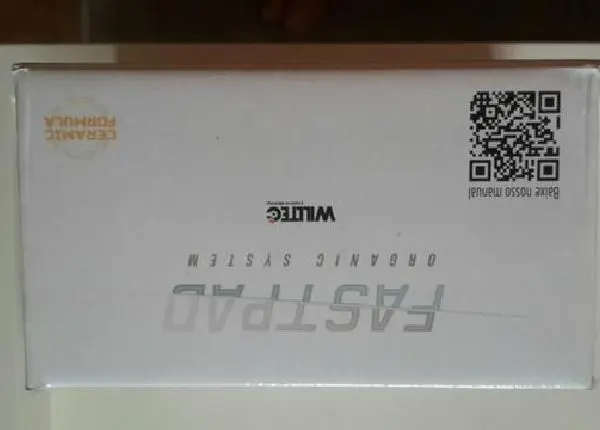 FASTPAD
ORGANIC SYSTEM
WILLTEC
Baixe nosso manual
CERAMIC
FORMULA